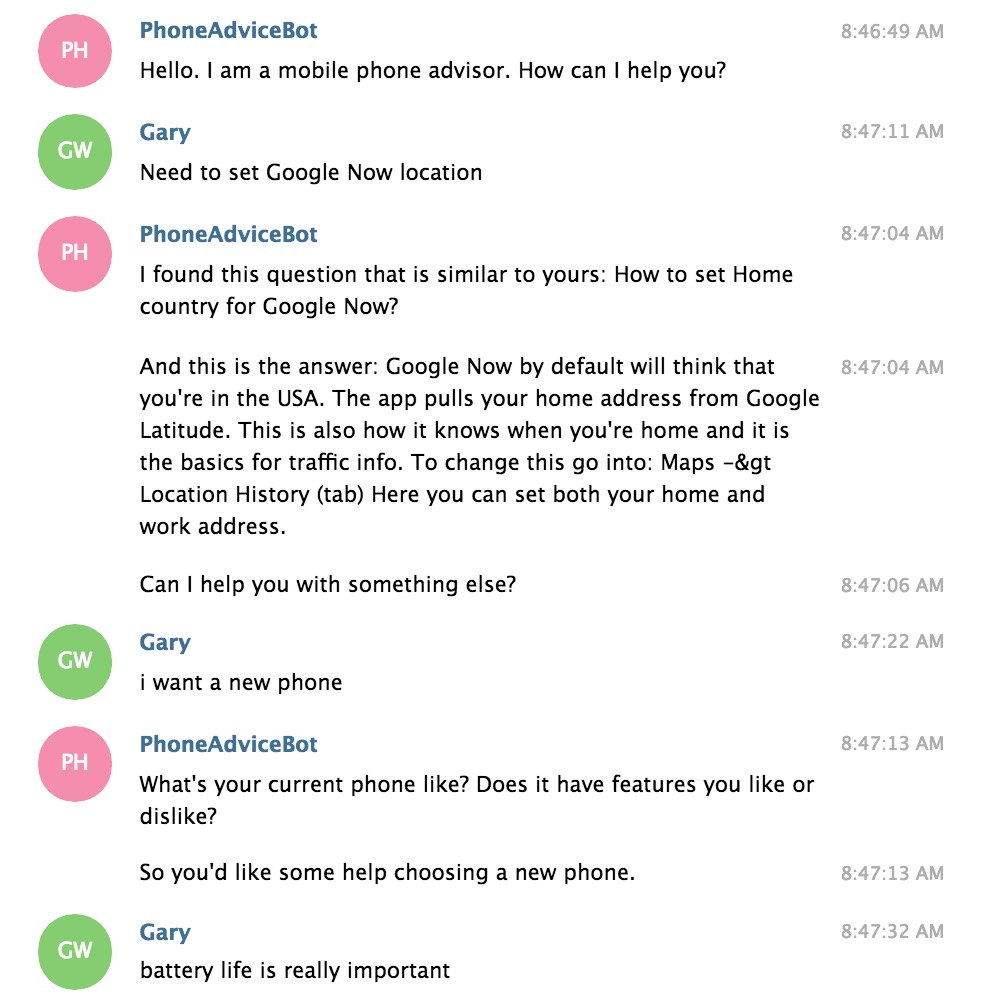 PH
PhoneAdviceBot 8:46:49 AM
Hello. I am a mobile phone advisor. How can I help you?
GW
Gary 8:47:11 AM
Need to set Google Now location
PH
PhoneAdviceBot 8:47:04 AM
I found this question that is similar to yours: How to set Home
country for Google Now?
And this is the answer: Google Now by default will think that 8:47:04 AM
you're in the USA. The app pulls your home address from Google
Latitude. This is also how it knows when you're home and it is
the basics for traffic info. To change this go into: Maps -&gt
Location History (tab) Here you can set both your home and
work address.
Can I help you with something else? 8:47:06 AM
GW
Gary 8:47:22 AM
i want a new phone
PH
PhoneAdviceBot 8:47:13 AM
What's your current phone like? Does it have features you like or
dislike?
So you'd like some help choosing a new phone. 8:47:13 AM
GW
Gary 8:47:32 AM
battery life is really important